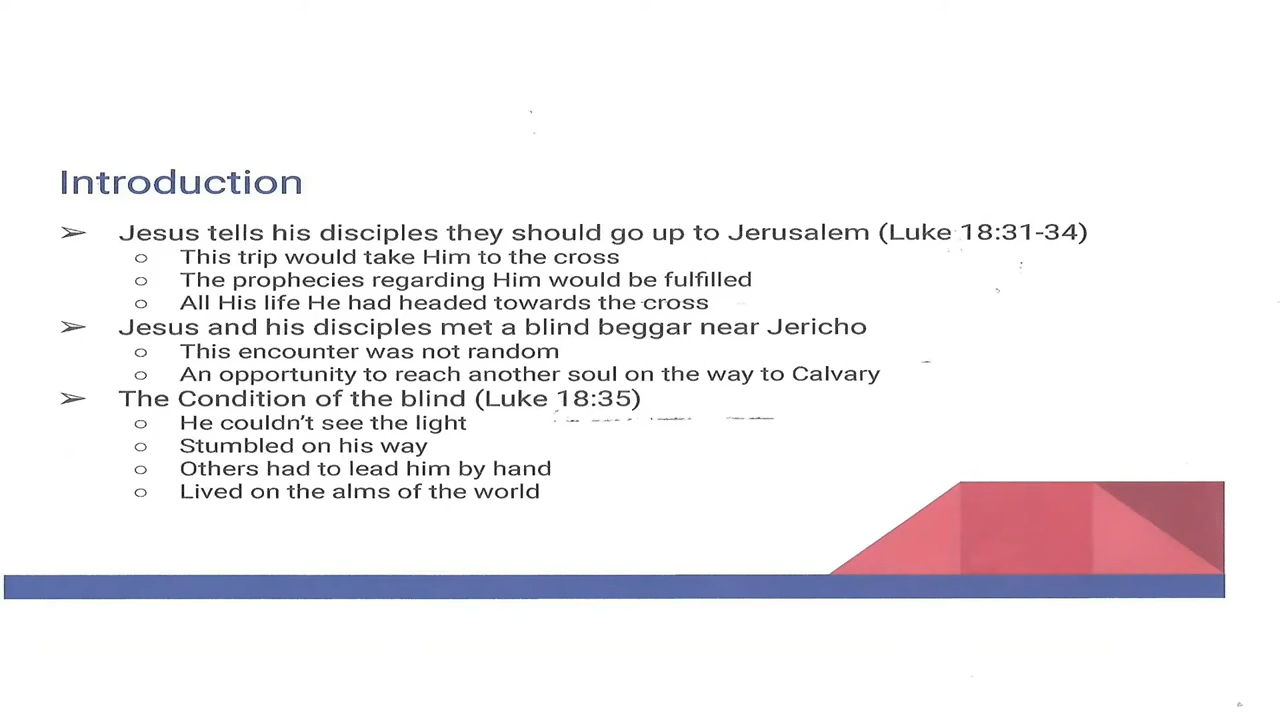 Introduction
➢ Jesus tells his disciples they should go up to Jerusalem (Luke 18:31-34)
○ This trip would take Him to the cross
○ The prophecies regarding Him would be fulfilled
○ All His life He had headed towards the cross
➢ Jesus and his disciples met a blind beggar near Jericho
○ This encounter was not random
○ An opportunity to reach another soul on the way to Calvary
➢ The Condition of the blind (Luke 18:35)
○ He couldn't see the light
○ Stumbled on his way
○ Others had to lead him by hand
○ Lived on the alms of the world